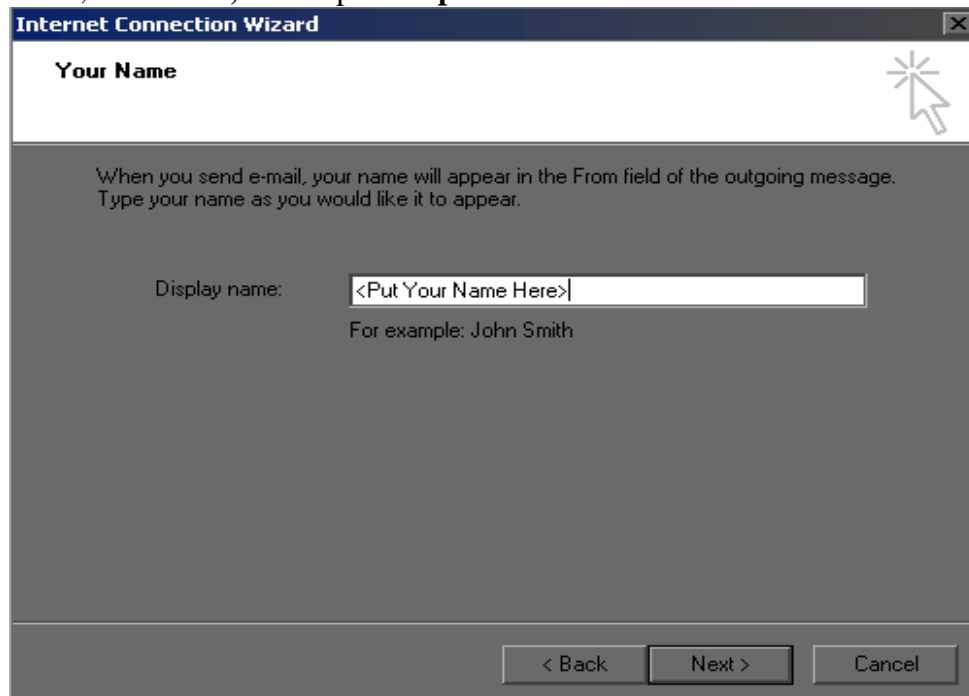 Internet Connection Wizard
Your Name
When you send e-mail, your name will appear in the From field of the outgoing message.
Type your name as you would like it to appear.
Display name: <Put Your Name Here>
For example: John Smith
< Back Next > Cancel